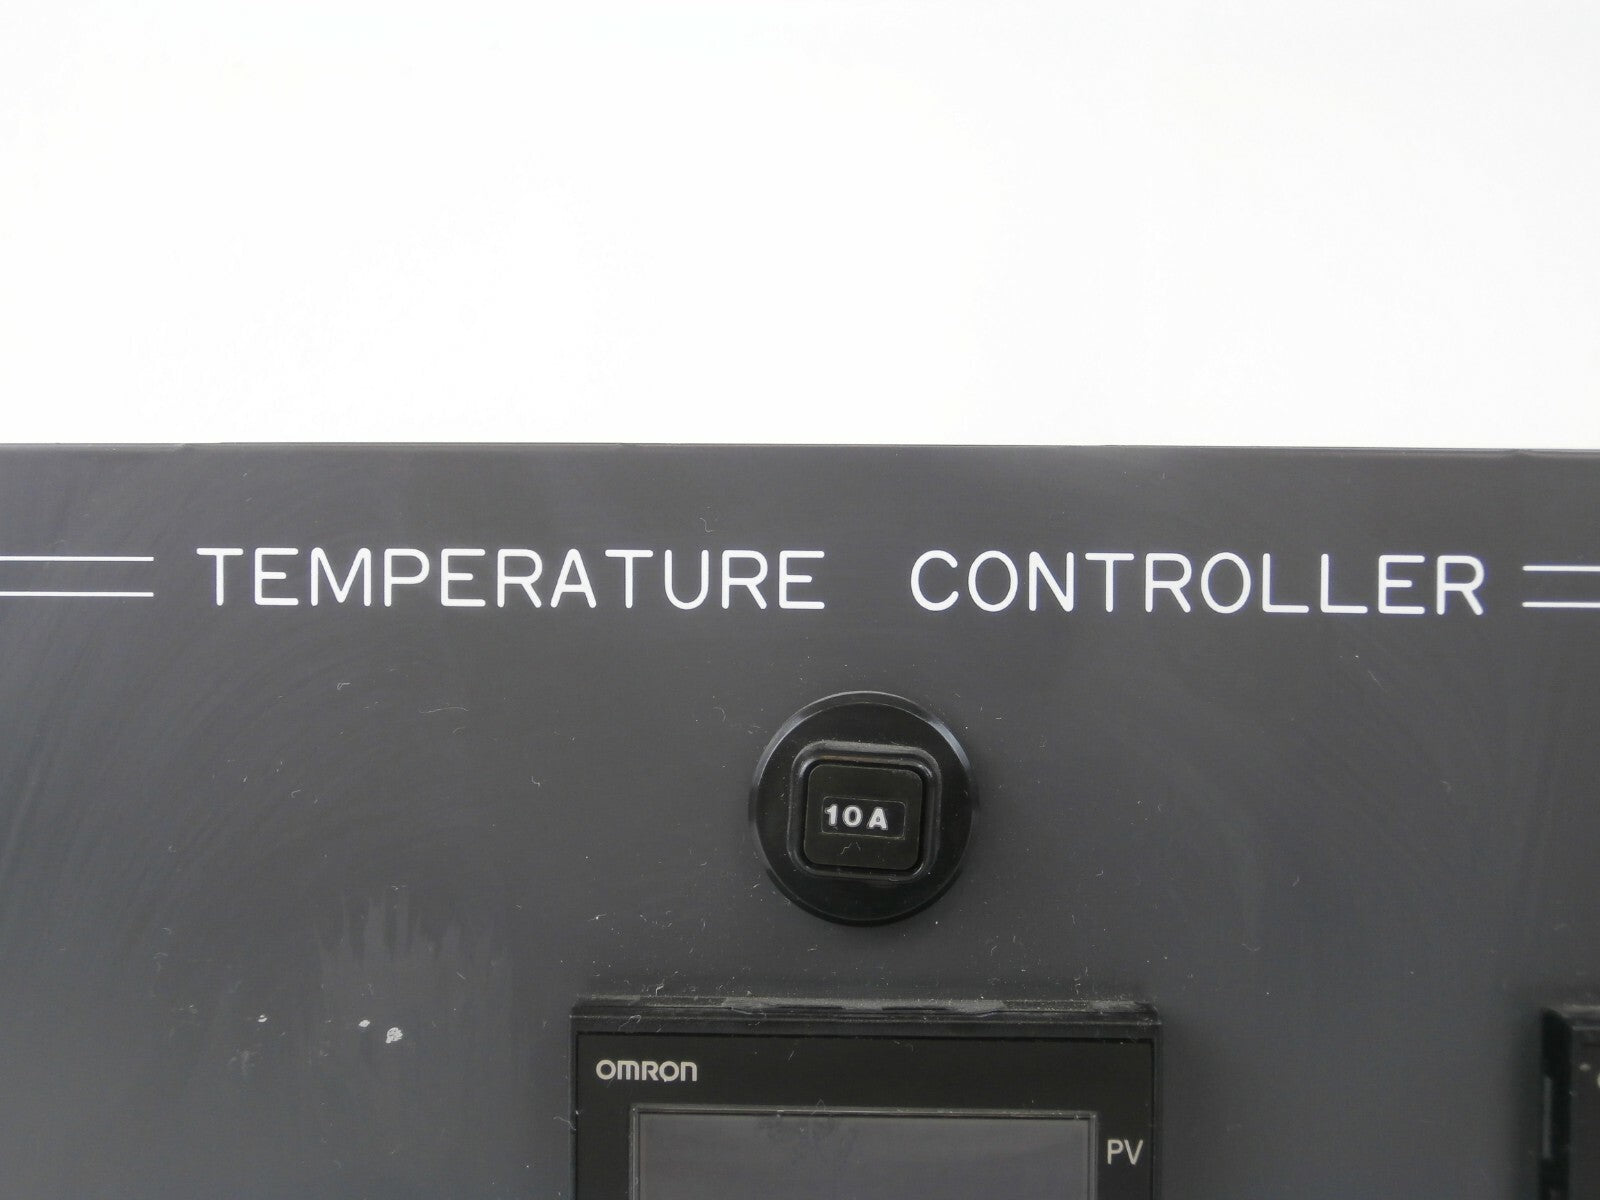 TEMPERATURE CONTROLLER
10A
OMRON
PV